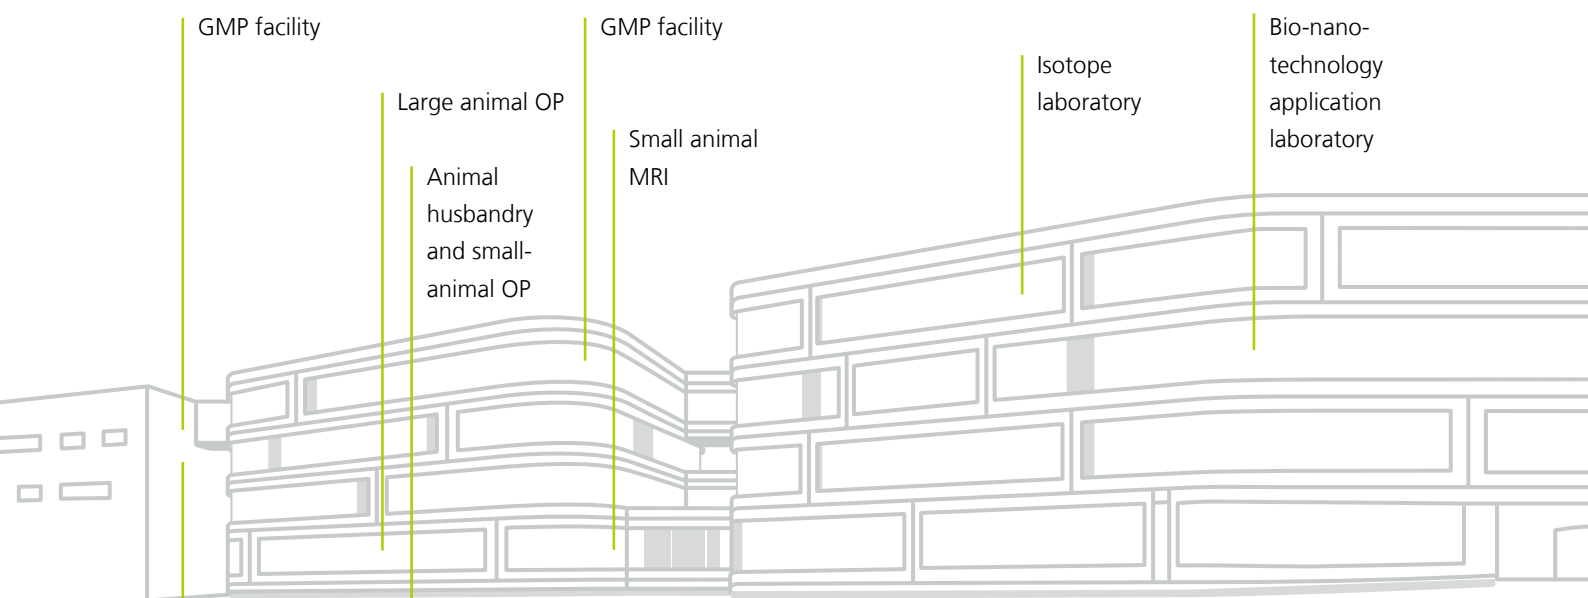 GMP facility
Large animal OP
Animal
husbandry
and small-
animal OP
GMP facility
Small animal
MRI
Isotope
laboratory
Bio-nano-
technology
application
laboratory